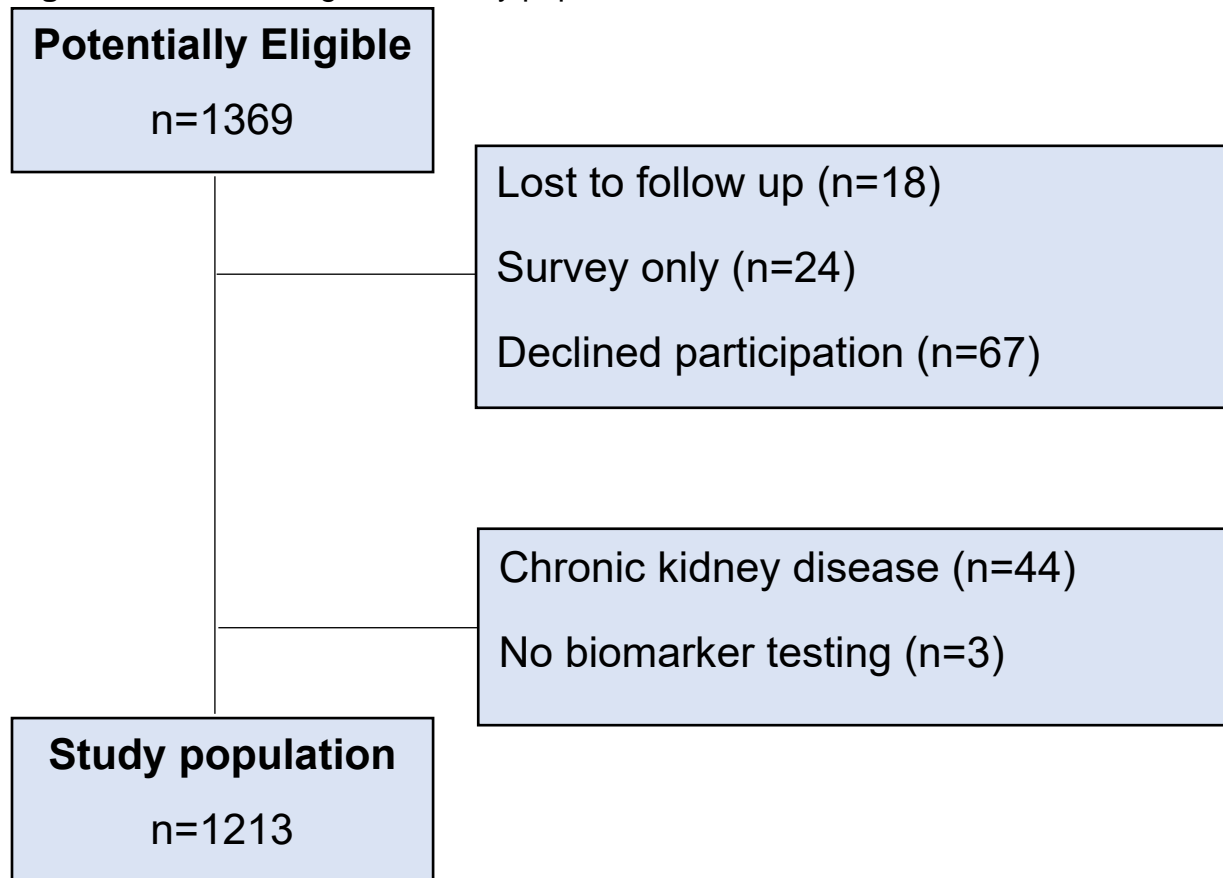 Potentially Eligible
n=1369
Lost to follow up (n=18)
Survey only (n=24)
Declined participation (n=67)
Chronic kidney disease (n=44)
No biomarker testing (n=3)
Study population
n=1213